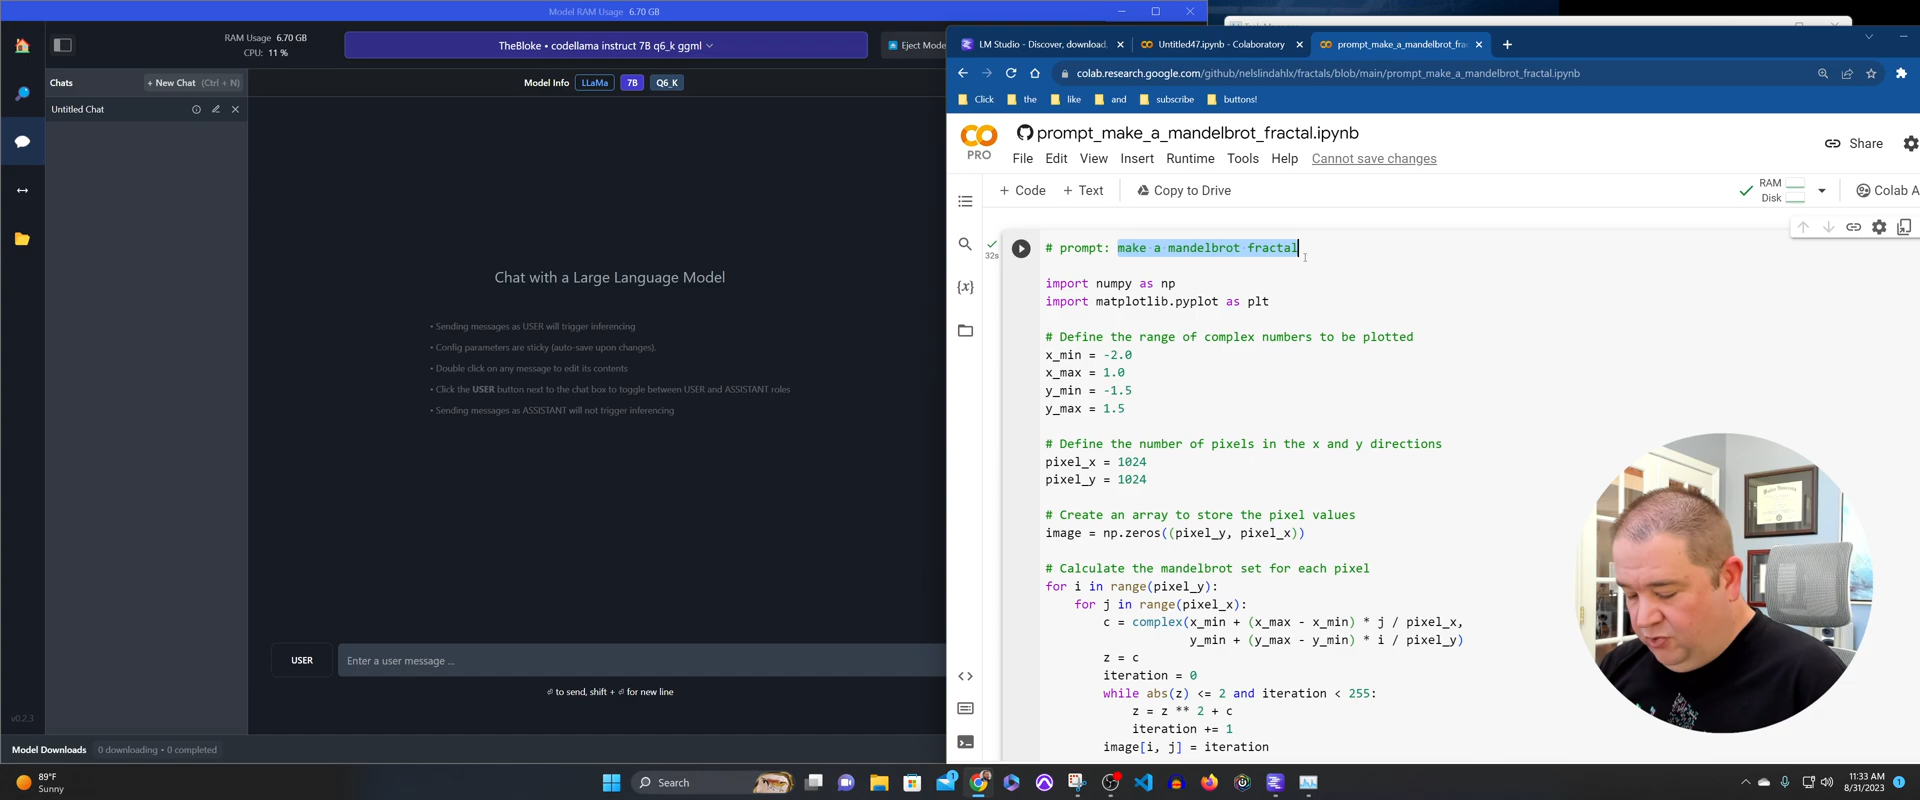 Model RAM Usage 6.70 GB
RAM Usage 6.70 GB
CPU: 11 %
TheBloke • codellama instruct 7B q6_k ggml
Eject Mode
Chats
+ New Chat (Ctrl + N)
Model Info LLaMa 7B Q6_K
Untitled Chat
Chat with a Large Language Model
• Sending messages as USER will trigger inferencing
• Config parameters are sticky (auto-save upon changes).
• Double click on any message to edit its contents
• Click the USER button next to the chat box to toggle between USER and ASSISTANT roles
• Sending messages as ASSISTANT will not trigger inferencing
USER
Enter a user message ...
⏎ to send, shift + ⏎ for new line
v0.2.3
Model Downloads 0 downloading • 0 completed
LM Studio - Discover, download,
Untitled47.ipynb - Colaboratory
prompt_make_a_mandelbrot_fra
colab.research.google.com/github/nelslindahlx/fractals/blob/main/prompt_make_a_mandelbrot_fractal.ipynb
Click the like and subscribe buttons!
PRO
prompt_make_a_mandelbrot_fractal.ipynb
File Edit View Insert Runtime Tools Help Cannot save changes
Share
+ Code + Text Copy to Drive
RAM
Disk
Colab A
32s
{x}
# prompt: make a mandelbrot fractal
import numpy as np
import matplotlib.pyplot as plt
# Define the range of complex numbers to be plotted
x_min = -2.0
x_max = 1.0
y_min = -1.5
y_max = 1.5
# Define the number of pixels in the x and y directions
pixel_x = 1024
pixel_y = 1024
# Create an array to store the pixel values
image = np.zeros((pixel_y, pixel_x))
# Calculate the mandelbrot set for each pixel
for i in range(pixel_y):
for j in range(pixel_x):
c = complex(x_min + (x_max - x_min) * j / pixel_x,
y_min + (y_max - y_min) * i / pixel_y)
z = c
iteration = 0
while abs(z) <= 2 and iteration < 255:
z = z ** 2 + c
iteration += 1
image[i, j] = iteration
89°F
Sunny
Search
11:33 AM
8/31/2023